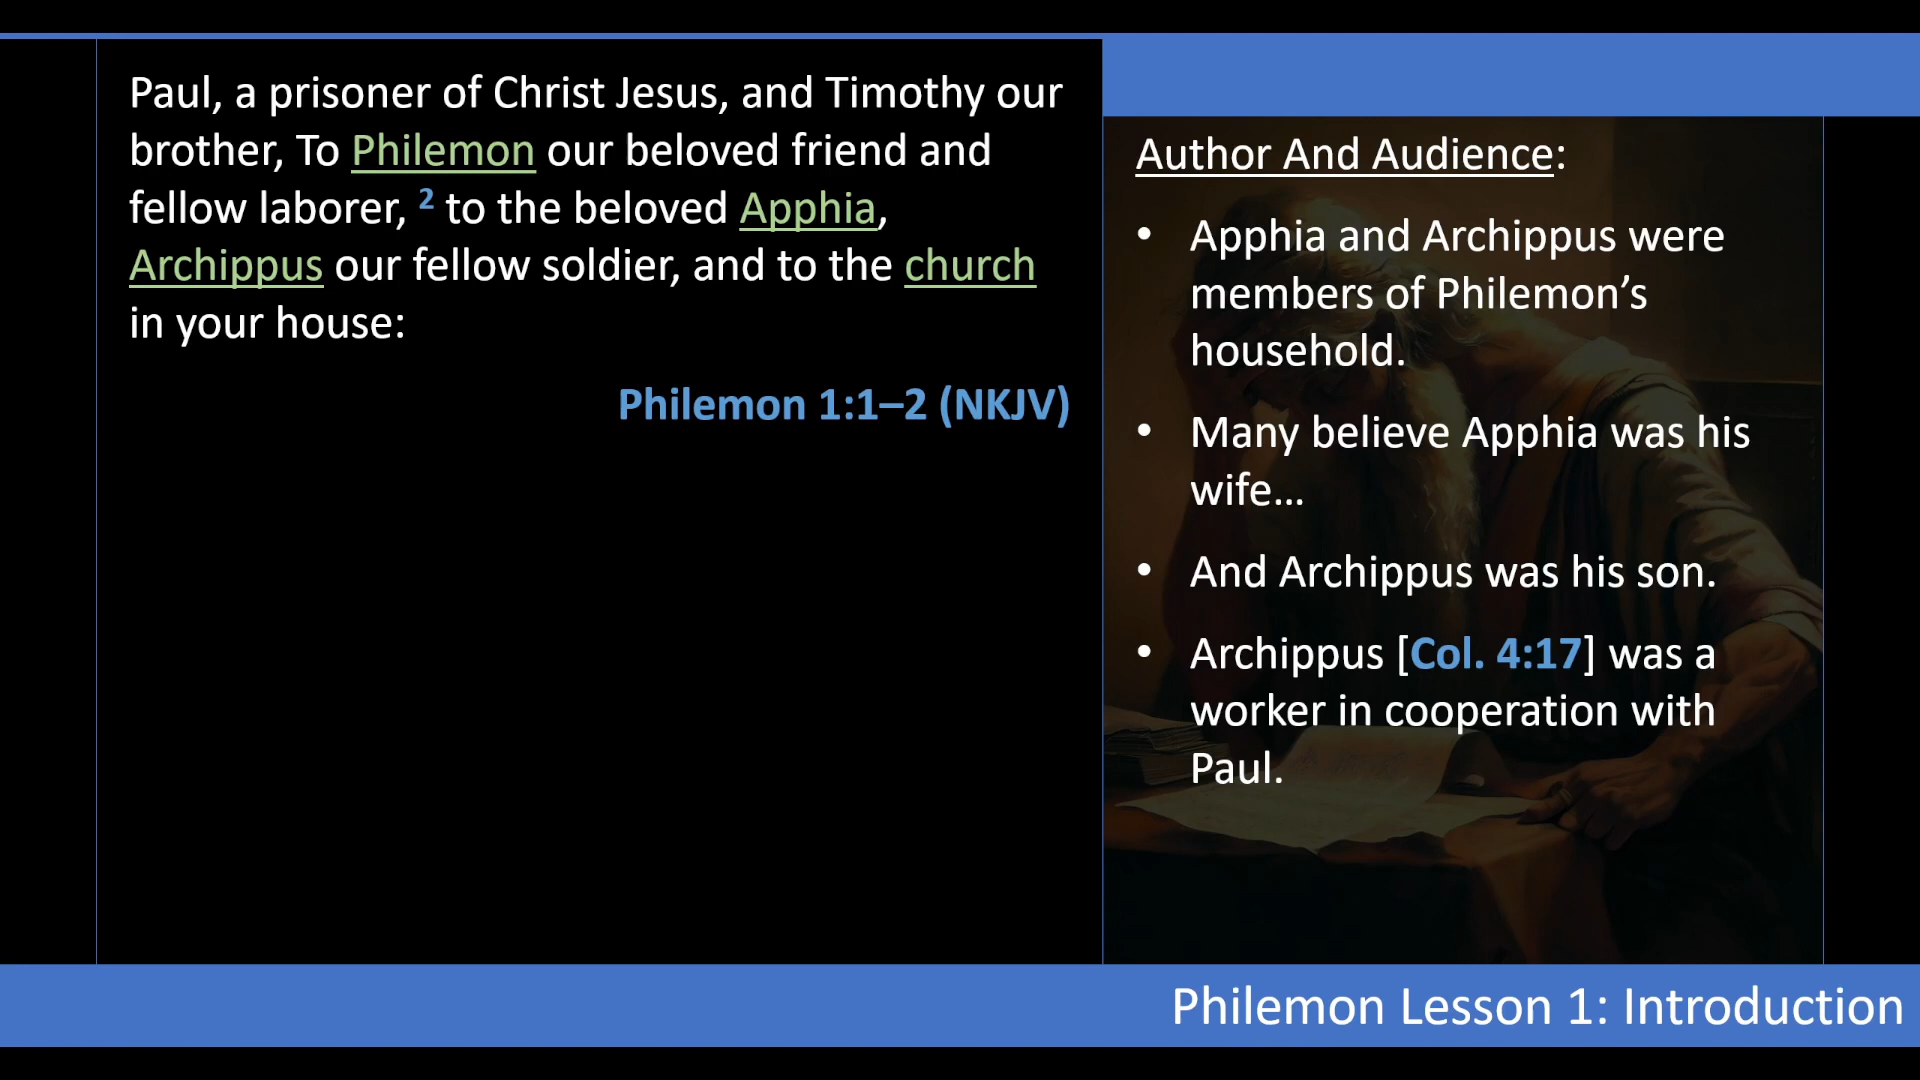 Paul, a prisoner of Christ Jesus, and Timothy our
brother, To Philemon our beloved friend and
fellow laborer, 2 to the beloved Apphia,
Archippus our fellow soldier, and to the church
in your house:
Philemon 1:1–2 (NKJV)
Author And Audience:
• Apphia and Archippus were
members of Philemon’s
household.
• Many believe Apphia was his
wife…
• And Archippus was his son.
• Archippus [Col. 4:17] was a
worker in cooperation with
Paul.
Philemon Lesson 1: Introduction